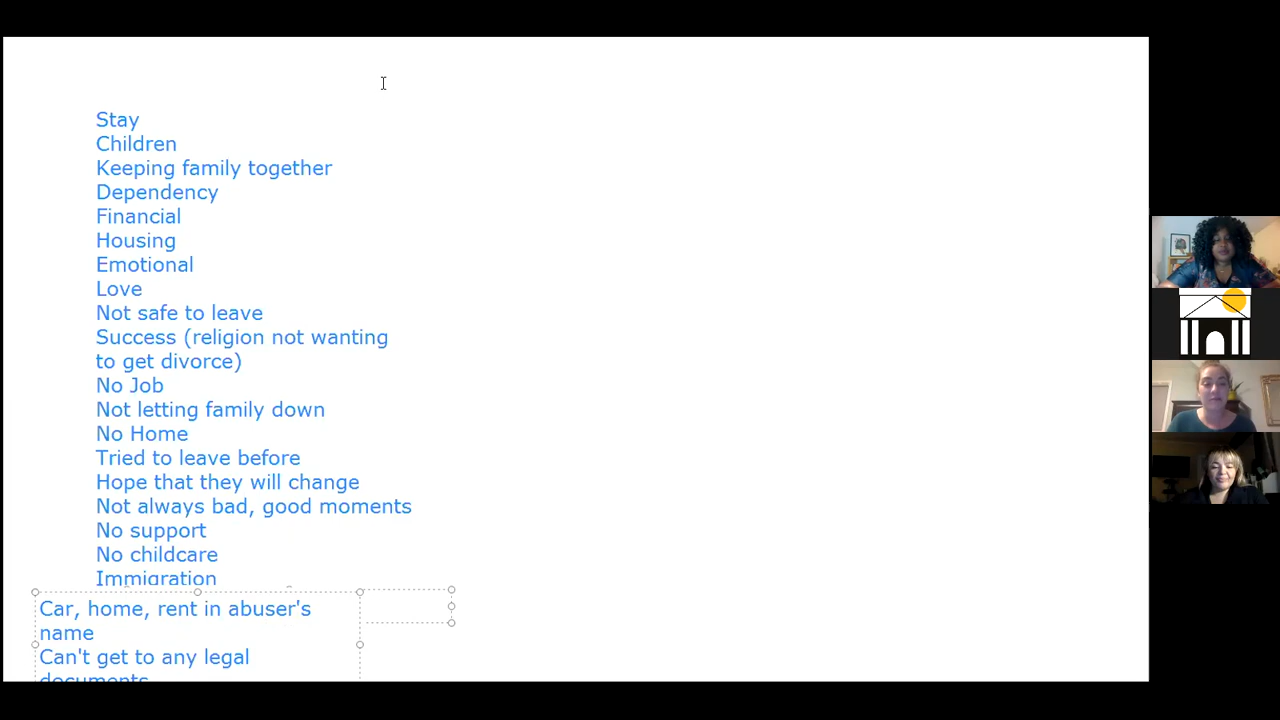 Stay
Children
Keeping family together
Dependency
Financial
Housing
Emotional
Love
Not safe to leave
Success (religion not wanting
to get divorce)
No Job
Not letting family down
No Home
Tried to leave before
Hope that they will change
Not always bad, good moments
No support
No childcare
Immigration
Car, home, rent in abuser's
name
Can't get to any legal
documents